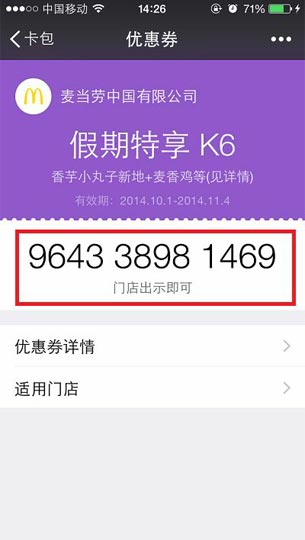 中国移动 14:26 71%
卡包 优惠券
麦当劳中国有限公司
假期特享 K6
香芋小丸子新地+麦香鸡等(见详情)
有效期：2014.10.1-2014.11.4
9643 3898 1469
门店出示即可
优惠券详情
适用门店